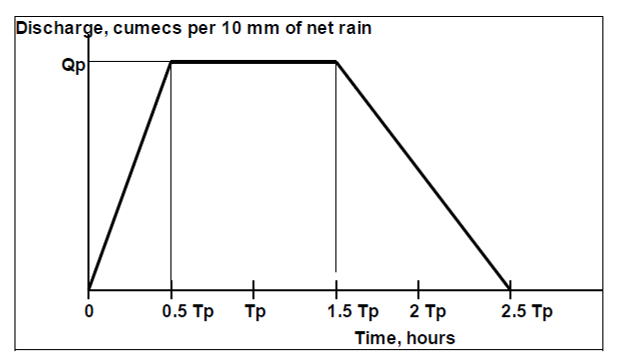 Discharge, cumecs per 10 mm of net rain
Qp
0 0.5 Tp Tp 1.5 Tp 2 Tp 2.5 Tp
Time, hours